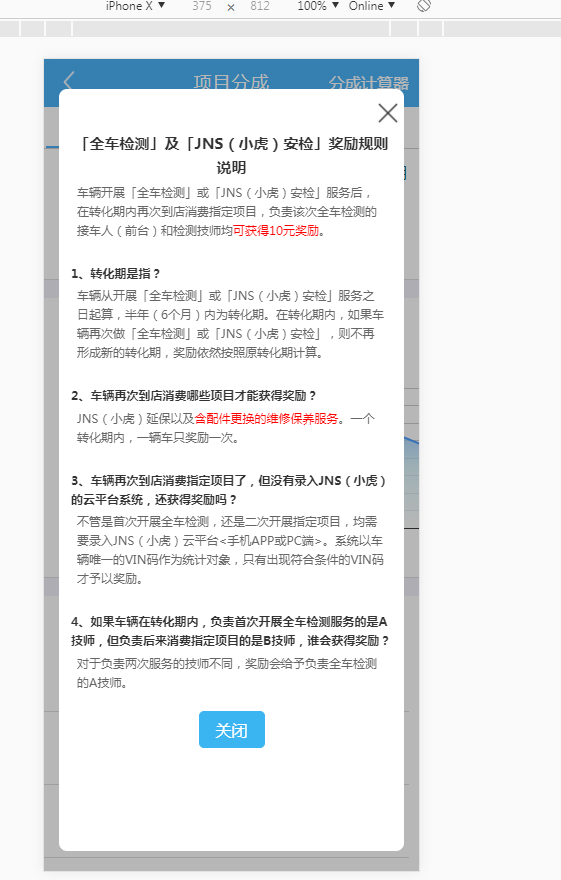 iPhone X ▼ 375 × 812 100% ▼ Online ▼
项目分成 分成计算器
「全车检测」及「JNS（小虎）安检」奖励规则
说明
车辆开展「全车检测」或「JNS（小虎）安检」服务后，
在转化期内再次到店消费指定项目，负责该次全车检测的
接车人（前台）和检测技师均可获得10元奖励。
1、转化期是指？
车辆从开展「全车检测」或「JNS（小虎）安检」服务之
日起算，半年（6个月）内为转化期。在转化期内，如果车
辆再次做「全车检测」或「JNS（小虎）安检」，则不再
形成新的转化期，奖励依然按照原转化期计算。
2、车辆再次到店消费哪些项目才能获得奖励？
JNS（小虎）延保以及含配件更换的维修保养服务。一个
转化期内，一辆车只奖励一次。
3、车辆再次到店消费指定项目了，但没有录入JNS（小虎）
的云平台系统，还获得奖励吗？
不管是首次开展全车检测，还是二次开展指定项目，均需
要录入JNS（小虎）云平台<手机APP或PC端>。系统以车
辆唯一的VIN码作为统计对象，只有出现符合条件的VIN码
才予以奖励。
4、如果车辆在转化期内，负责首次开展全车检测服务的是A
技师，但负责后来消费指定项目的是B技师，谁会获得奖励？
对于负责两次服务的技师不同，奖励会给予负责全车检测
的A技师。
关闭